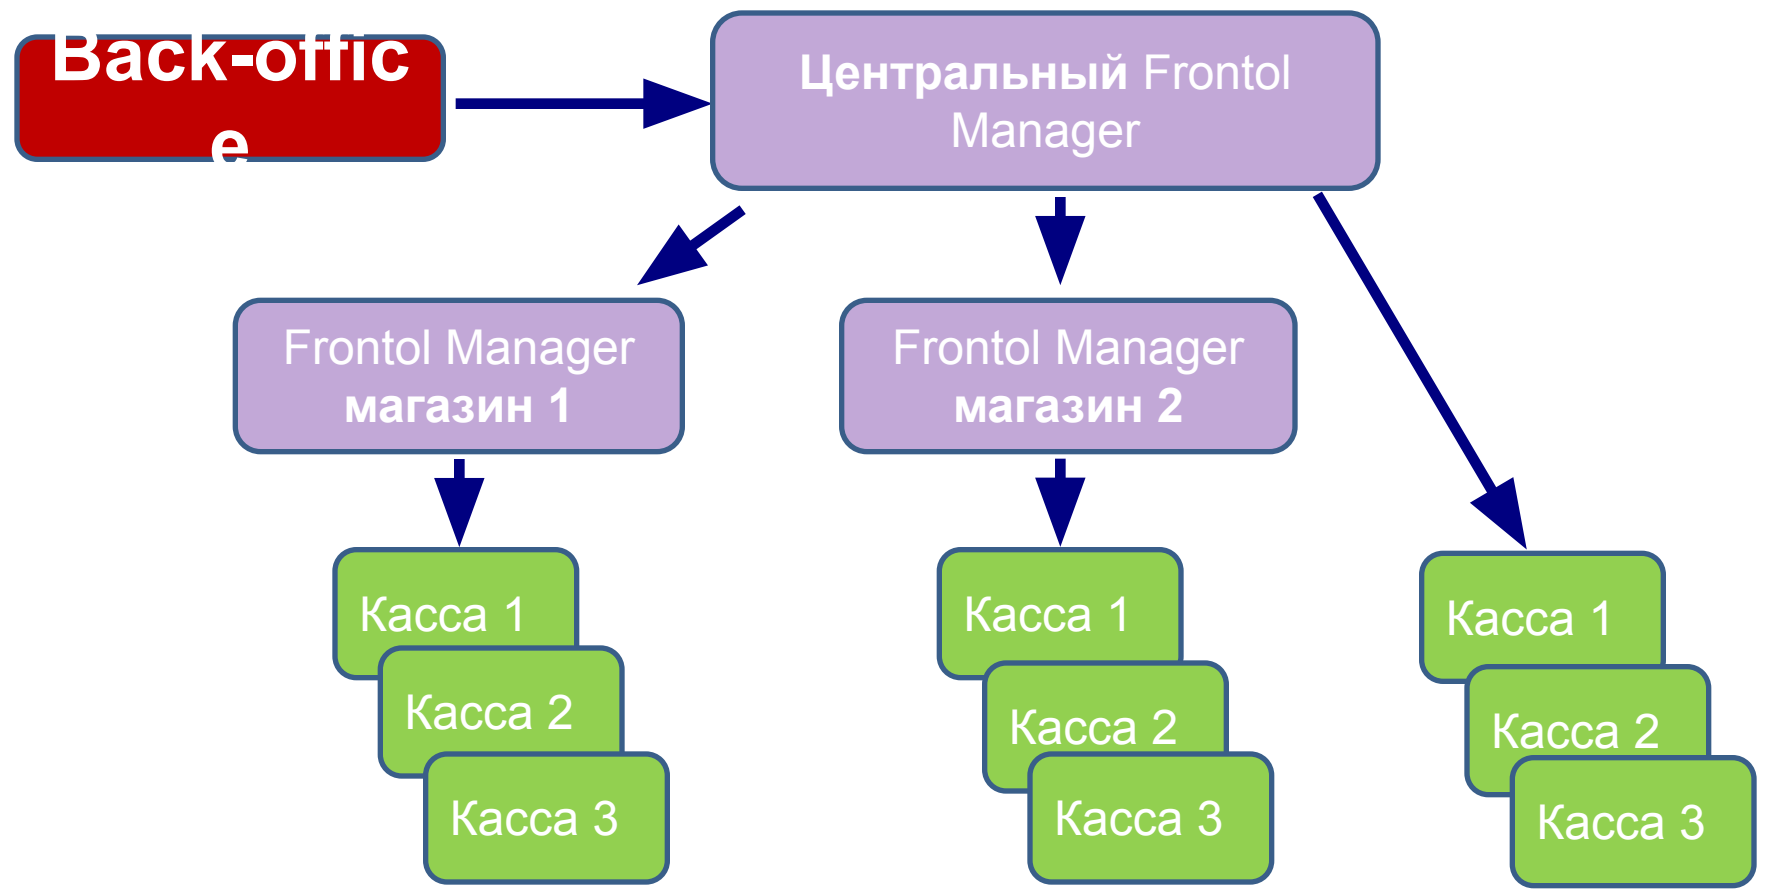 Back-offic
e
Центральный Frontol
Manager
Frontol Manager
магазин 1
Frontol Manager
магазин 2
Касса 1
Касса 2
Касса 3
Касса 1
Касса 2
Касса 3
Касса 1
Касса 2
Касса 3